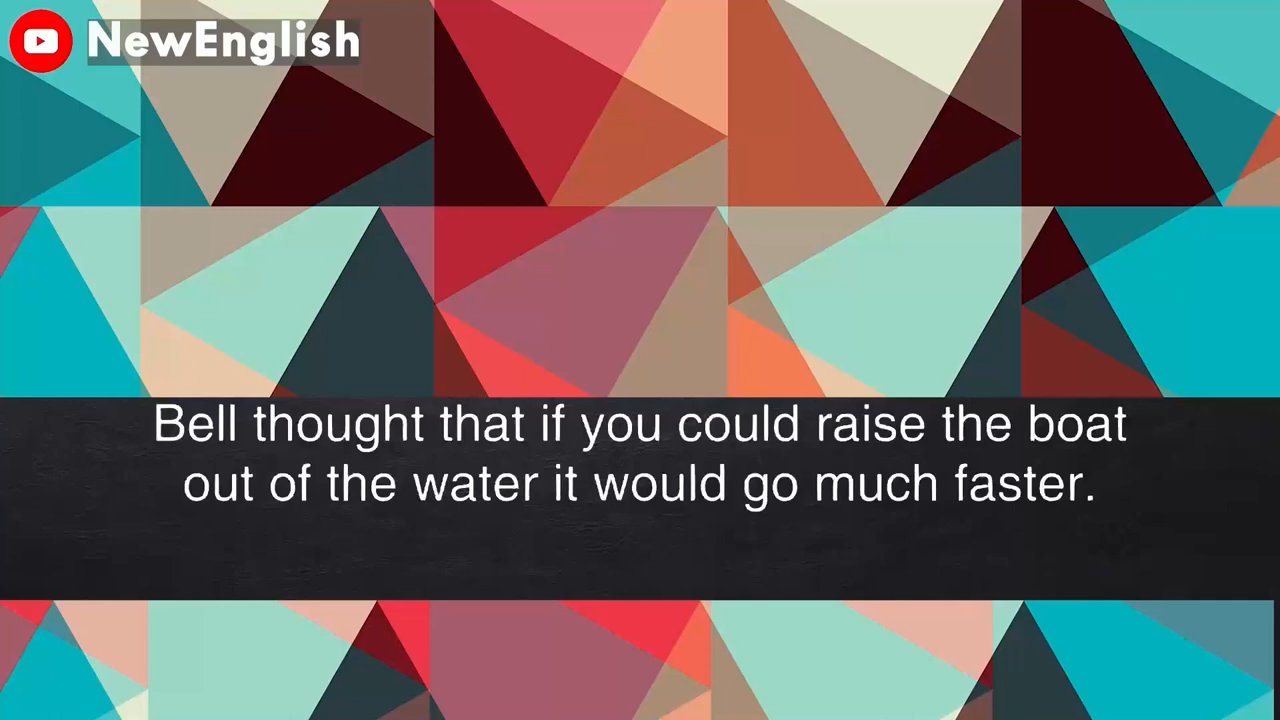 NewEnglish
Bell thought that if you could raise the boat
out of the water it would go much faster.